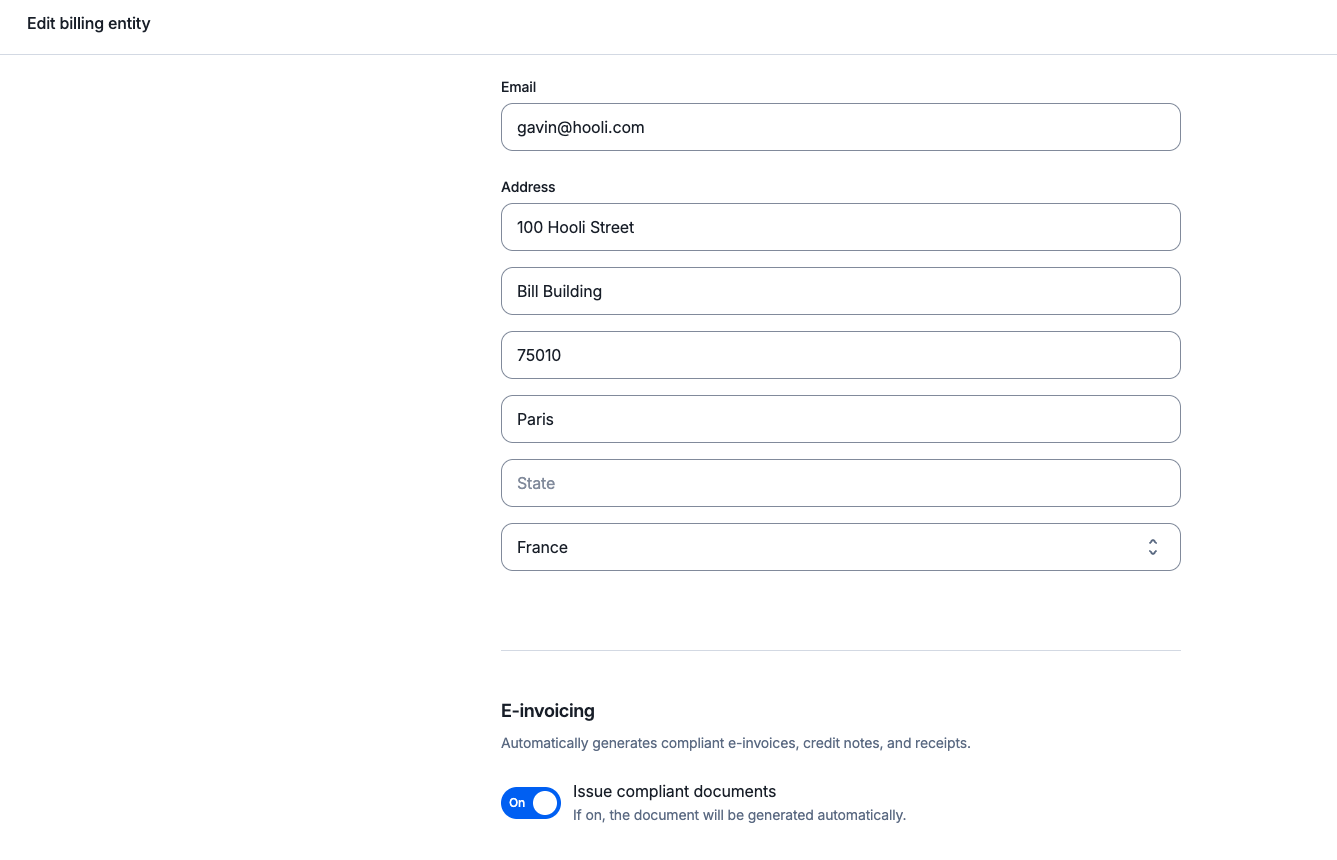 Edit billing entity
Email
gavin@hooli.com
Address
100 Hooli Street
Bill Building
75010
Paris
State
France
E-invoicing
Automatically generates compliant e-invoices, credit notes, and receipts.
On
Issue compliant documents
If on, the document will be generated automatically.